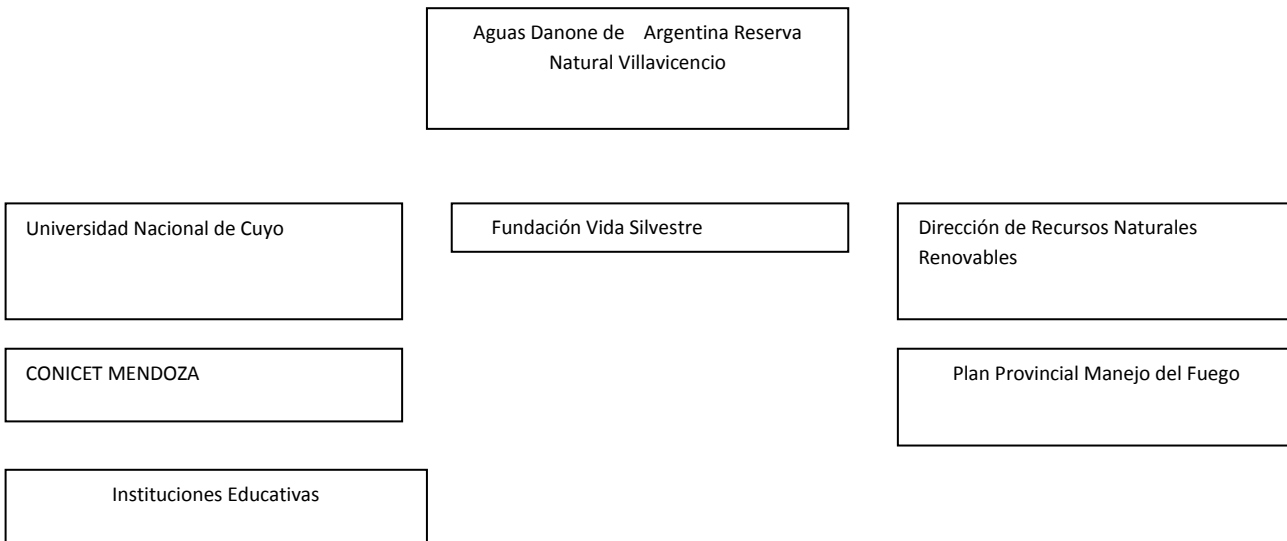 Aguas Danone de Argentina Reserva
Natural Villavicencio
Universidad Nacional de Cuyo
Fundación Vida Silvestre
Dirección de Recursos Naturales
Renovables
CONICET MENDOZA
Plan Provincial Manejo del Fuego
Instituciones Educativas